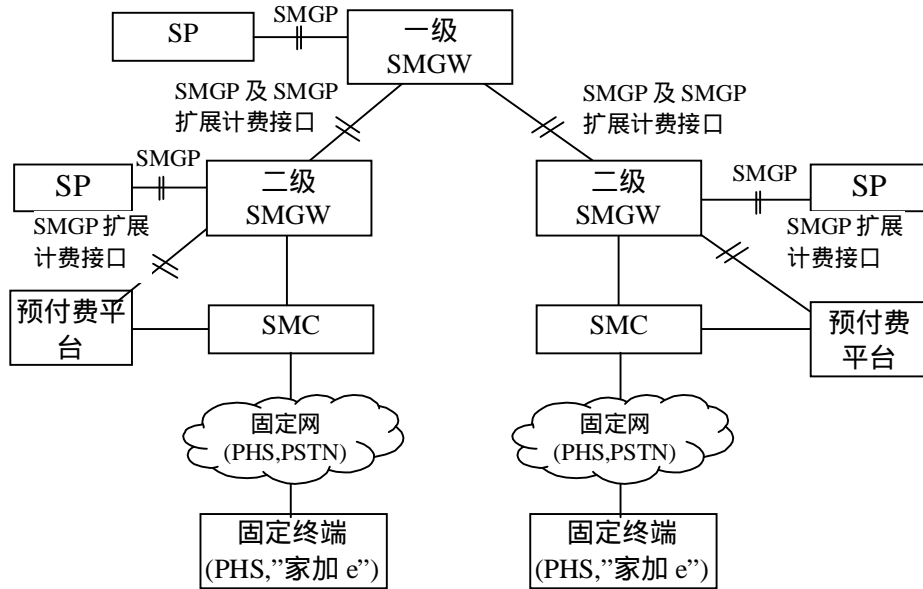 SMGP
SP
一级
SMGW
SMGP 及 SMGP
扩展计费接口
SMGP 及 SMGP
扩展计费接口
SMGP
SP
二级
SMGW
二级
SMGW
SMGP
SP
SMGP 扩展
计费接口
SMGP 扩展
计费接口
预付费平
台
SMC
SMC
预付费
平台
固定网
(PHS,PSTN)
固定网
(PHS,PSTN)
固定终端
(PHS,”家加 e”)
固定终端
(PHS,”家加 e”)